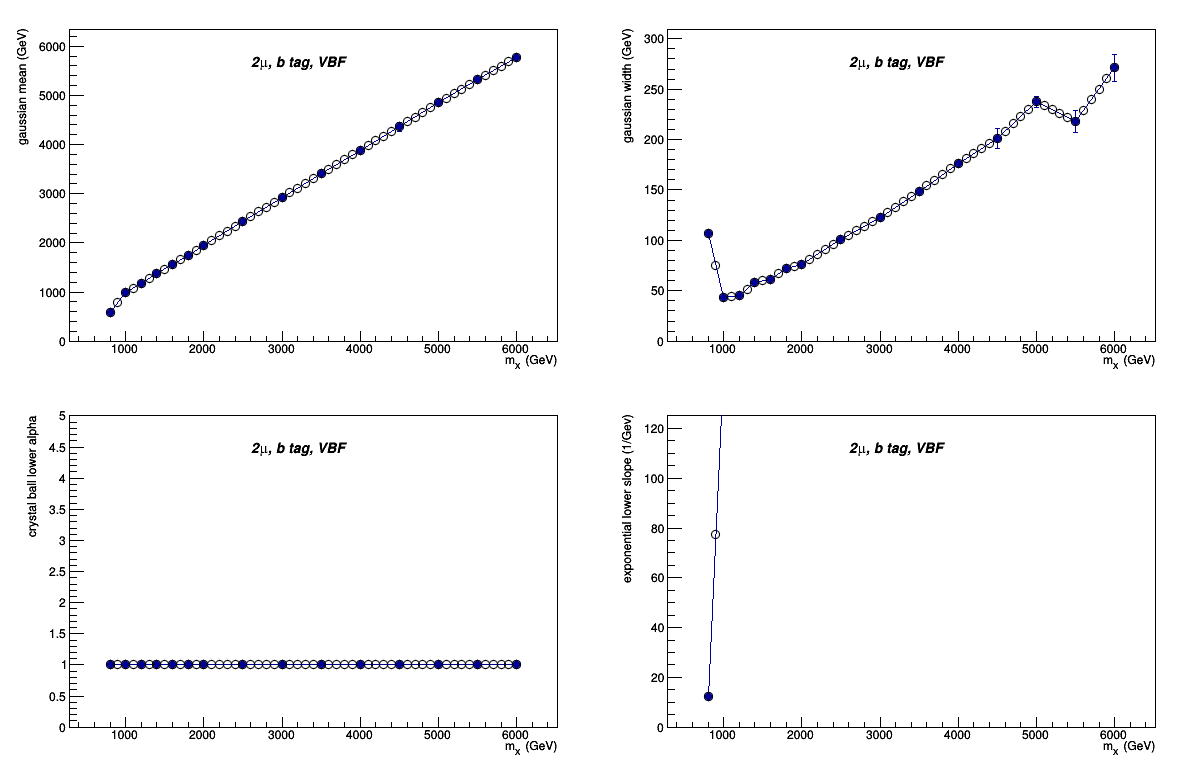 gaussian mean (GeV)
6000
5000
4000
3000
2000
1000
0
2μ, b tag, VBF
1000 2000 3000 4000 5000 6000
m_x (GeV)
gaussian width (GeV)
300
250
200
150
100
50
0
2μ, b tag, VBF
1000 2000 3000 4000 5000 6000
m_x (GeV)
crystal ball lower alpha
5
4.5
4
3.5
3
2.5
2
1.5
1
0.5
0
2μ, b tag, VBF
1000 2000 3000 4000 5000 6000
m_x (GeV)
exponential lower slope (1/Gev)
120
100
80
60
40
20
0
2μ, b tag, VBF
1000 2000 3000 4000 5000 6000
m_x (GeV)